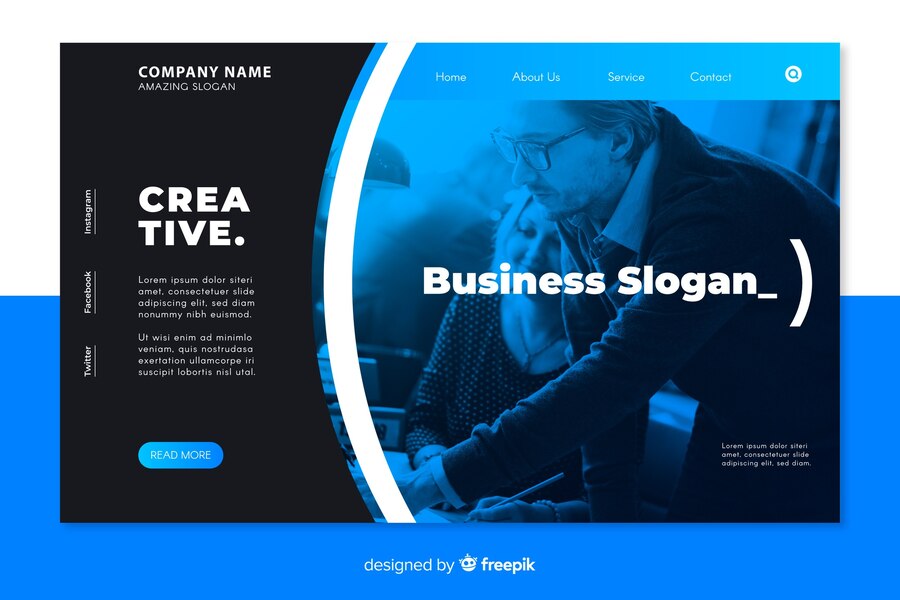 COMPANY NAME
AMAZING SLOGAN
Home About Us Service Contact
Instagram
Facebook
Twitter
CREA
TIVE.
Lorem ipsum dolor siteri
amet, consectetuer slide
adipiscing elit, sed diam
nonummy nibh euismod.
Ut wisi enim ad minimlo
veniam, quis nostrudasa
exertation ullamcorpe iri
suscipit lobortis nisl utal.
READ MORE
Business Slogan_ )
Lorem ipsum dolor siteri
amet, consectetuer slide
adipiscing elit, sed diam.
designed by freepik